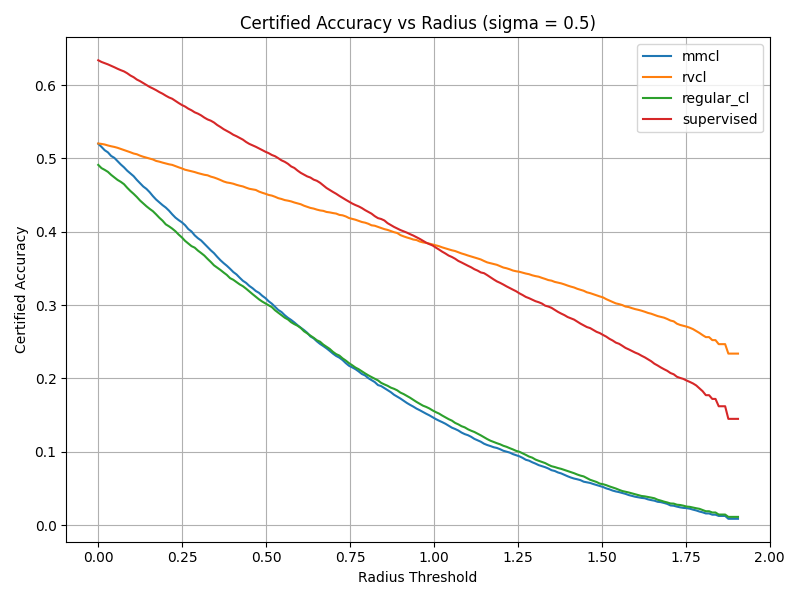 Certified Accuracy vs Radius (sigma = 0.5)
mmcl
rvcl
regular_cl
supervised
Certified Accuracy
0.6
0.5
0.4
0.3
0.2
0.1
0.0
0.00 0.25 0.50 0.75 1.00 1.25 1.50 1.75 2.00
Radius Threshold